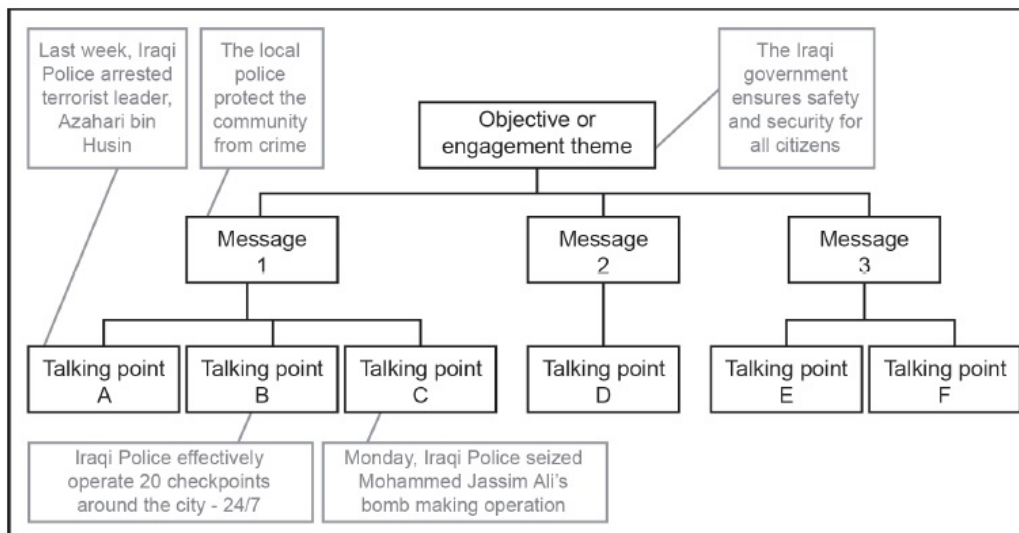 Last week, Iraqi
Police arrested
terrorist leader,
Azahari bin
Husin
The local
police
protect the
community
from crime
The Iraqi
government
ensures safety
and security for
all citizens
Objective or
engagement theme
Message
1
Message
2
Message
3
Talking point
A
Talking point
B
Talking point
C
Talking point
D
Talking point
E
Talking point
F
Iraqi Police effectively
operate 20 checkpoints
around the city - 24/7
Monday, Iraqi Police seized
Mohammed Jassim Ali's
bomb making operation